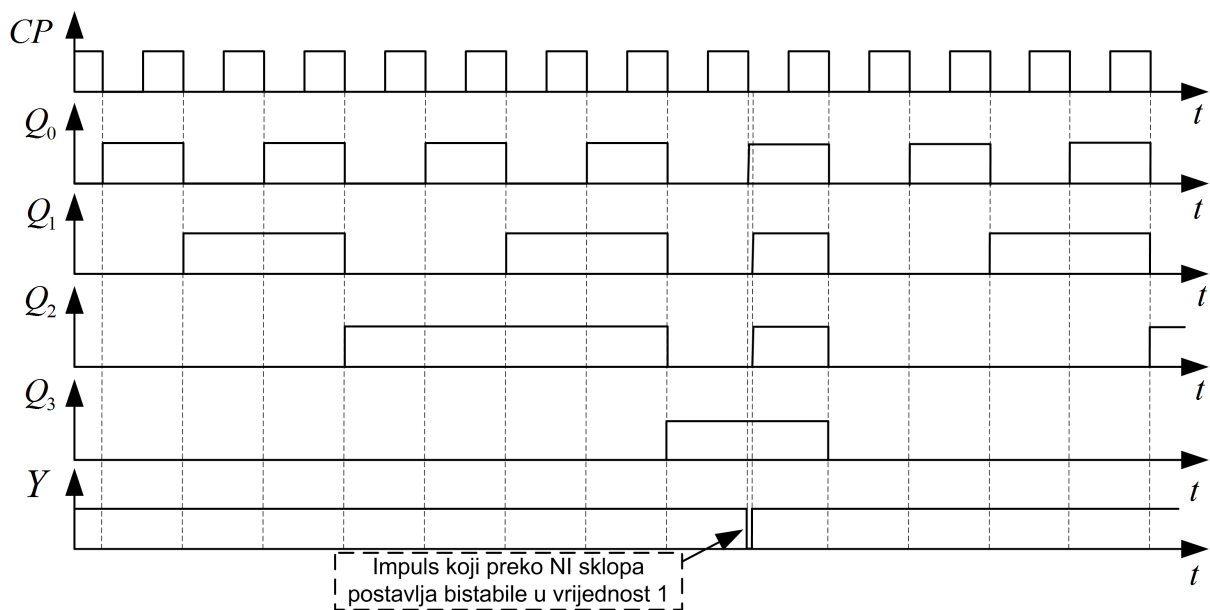 CP
t
Q0
t
Q1
t
Q2
t
Q3
t
Y
t
Impuls koji preko NI sklopa
postavlja bistabile u vrijednost 1